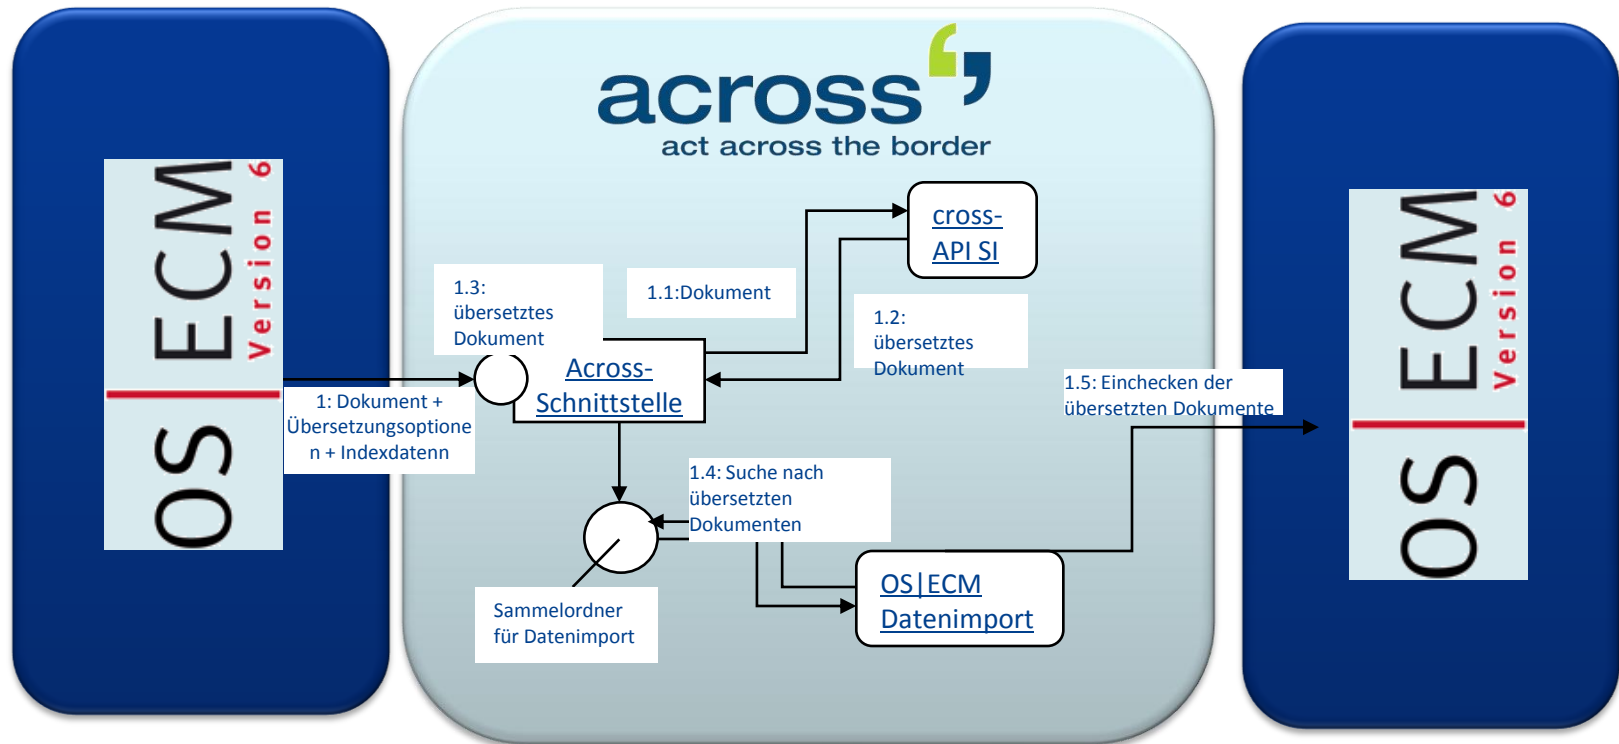 across
act across the border
OS | ECM
Version 6
cross-
API SI
1.3:
übersetztes
Dokument
1.1:Dokument
1.2:
übersetztes
Dokument
Across-
Schnittstelle
1: Dokument +
Übersetzungsoptione
n + Indexdatenn
1.4: Suche nach
übersetzten
Dokumenten
1.5: Einchecken der
übersetzten Dokumente
Sammelordner
für Datenimport
OS|ECM
Datenimport
OS | ECM
Version 6